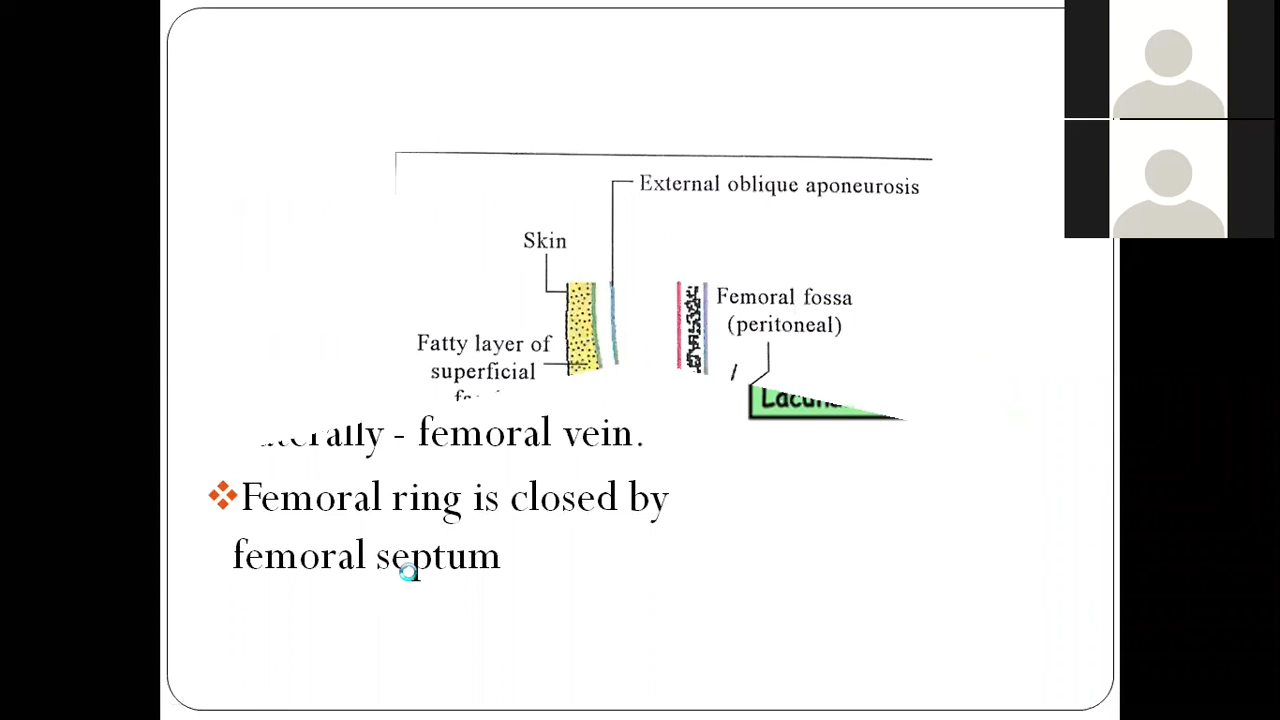 External oblique aponeurosis
Skin
Femoral fossa
(peritoneal)
Fatty layer of
superficial
- femoral vein.
Femoral ring is closed by
femoral septum